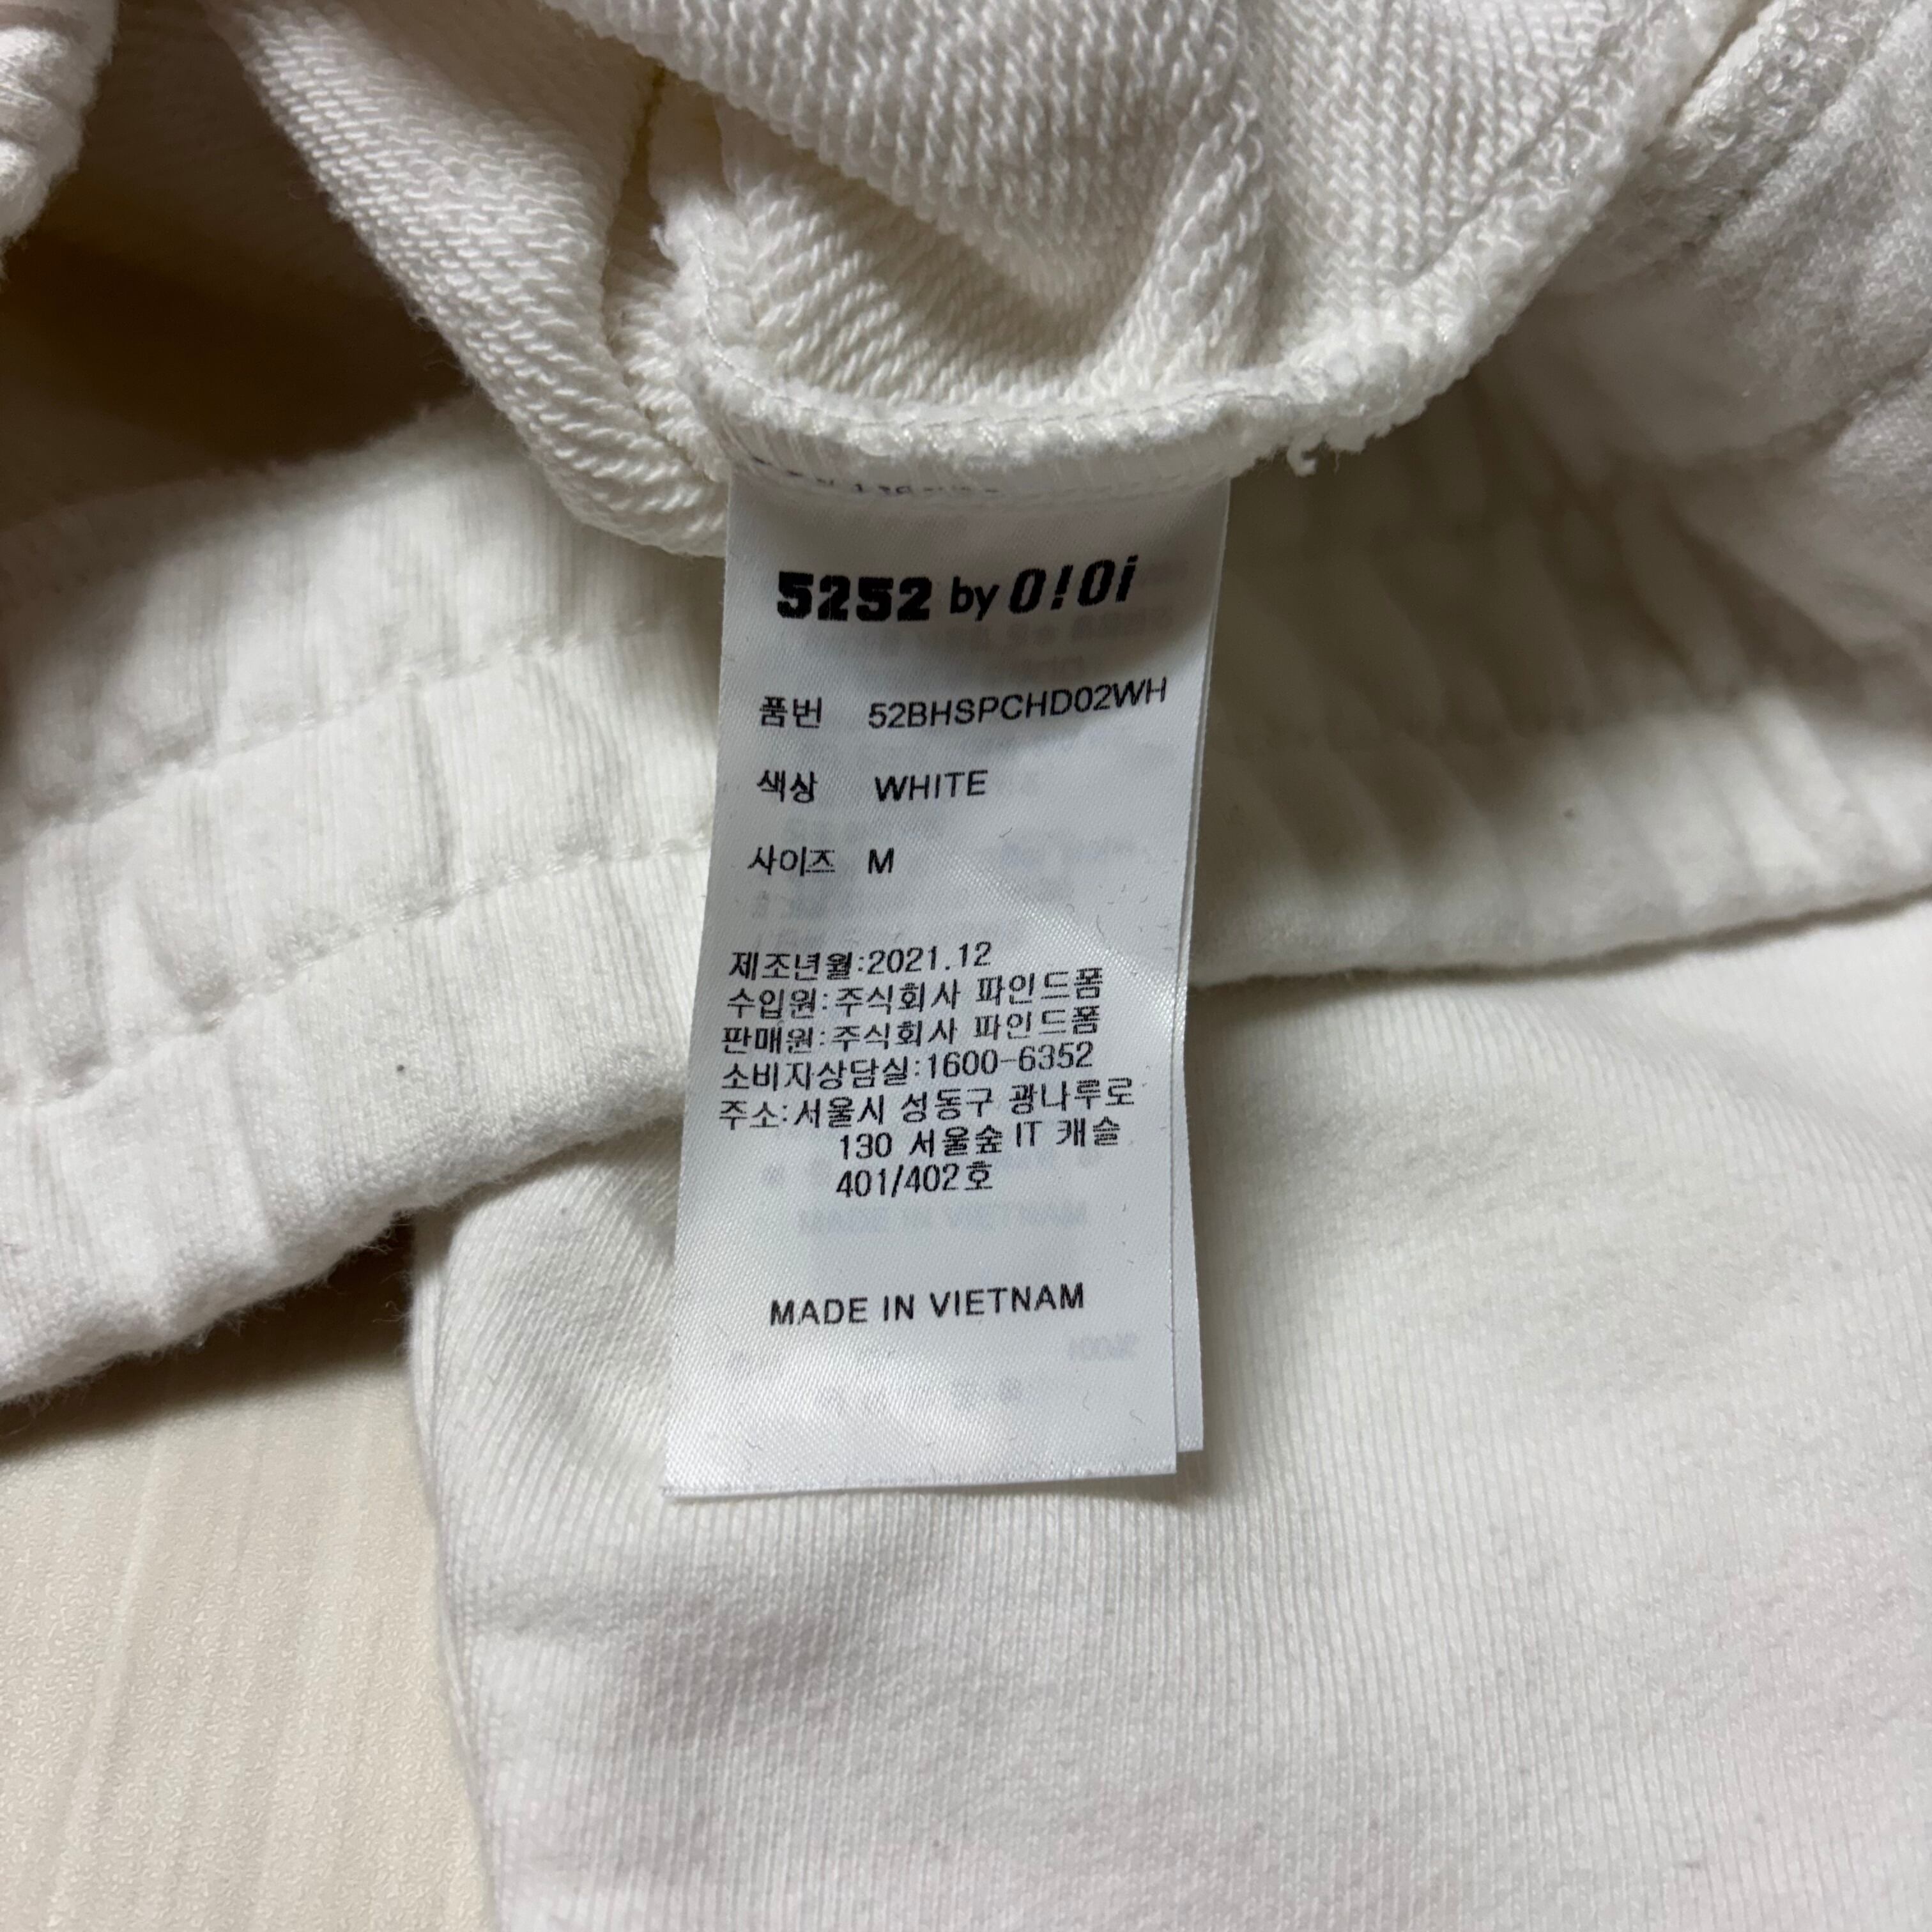 5252 by O!Oi
품번 52BHSPCHD02WH
색상 WHITE
사이즈 M
제조년월:2021.12
수입원:주식회사 파인드폼
판매원:주식회사 파인드폼
소비자상담실:1600-6352
주소:서울시 성동구 광나루로
130 서울숲 IT 캐슬
401/402호
MADE IN VIETNAM